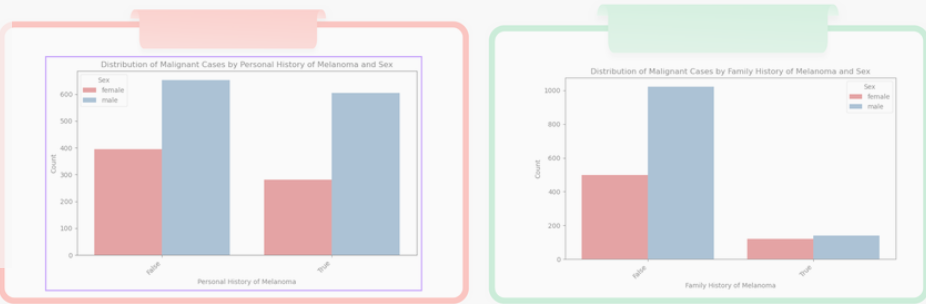 Distribution of Malignant Cases by Personal History of Melanoma and Sex
Sex
female
male
600
500
400
300
200
100
0
Count
False
True
Personal History of Melanoma
Distribution of Malignant Cases by Family History of Melanoma and Sex
Sex
female
male
1000
800
600
400
200
0
Count
False
True
Family History of Melanoma